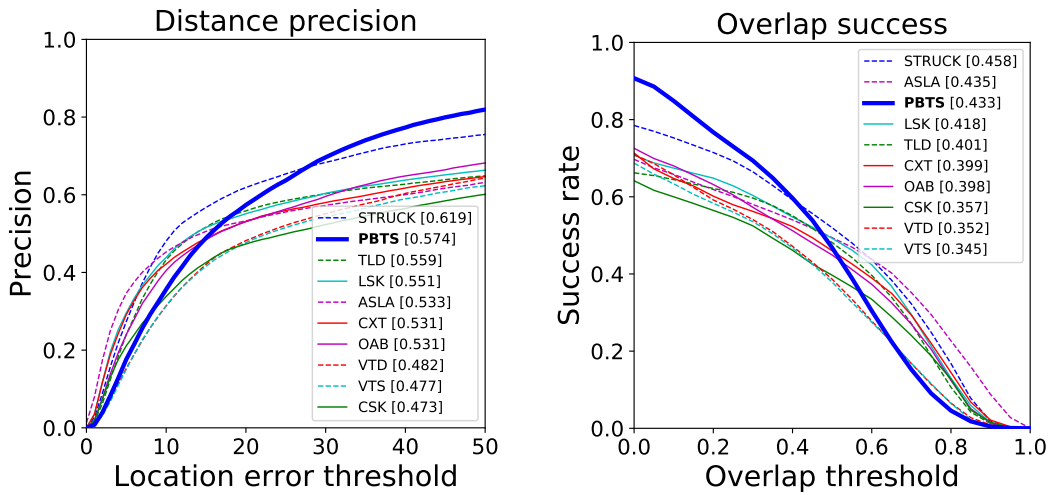 Distance precision
Precision
1.0
0.8
0.6
0.4
0.2
0.0
STRUCK [0.619]
PBTS [0.574]
TLD [0.559]
LSK [0.551]
ASLA [0.533]
CXT [0.531]
OAB [0.531]
VTD [0.482]
VTS [0.477]
CSK [0.473]
0 10 20 30 40 50
Location error threshold
Overlap success
Success rate
1.0
0.8
0.6
0.4
0.2
0.0
STRUCK [0.458]
ASLA [0.435]
PBTS [0.433]
LSK [0.418]
TLD [0.401]
CXT [0.399]
OAB [0.398]
CSK [0.357]
VTD [0.352]
VTS [0.345]
0.0 0.2 0.4 0.6 0.8 1.0
Overlap threshold